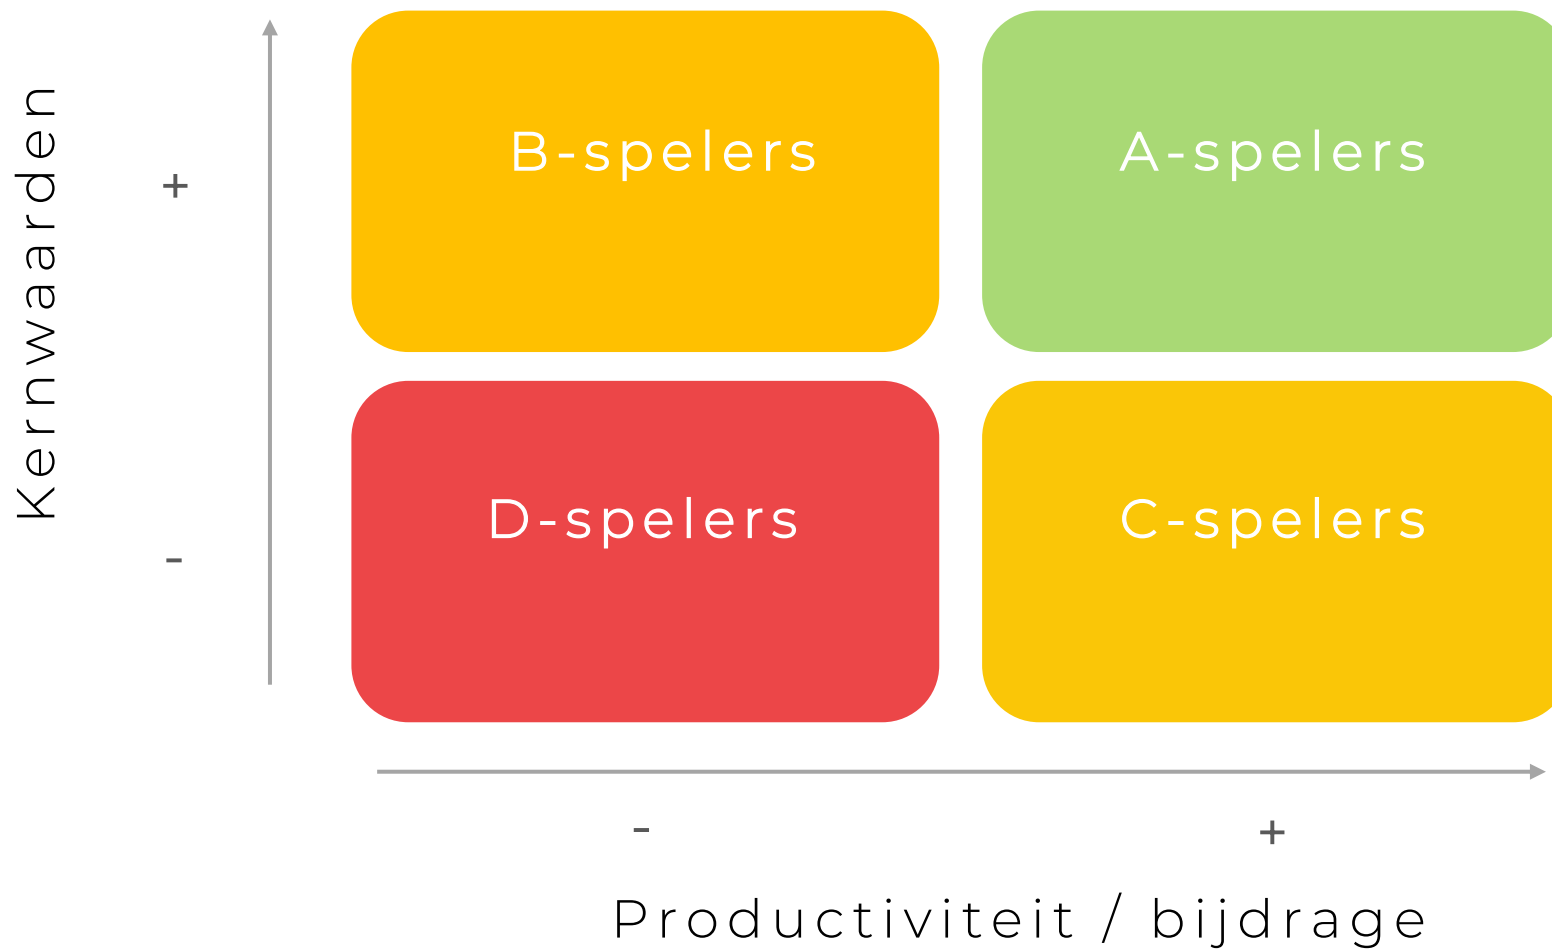 Kernwaarden
+
-
B-spelers
A-spelers
D-spelers
C-spelers
-
+
Productiviteit / bijdrage